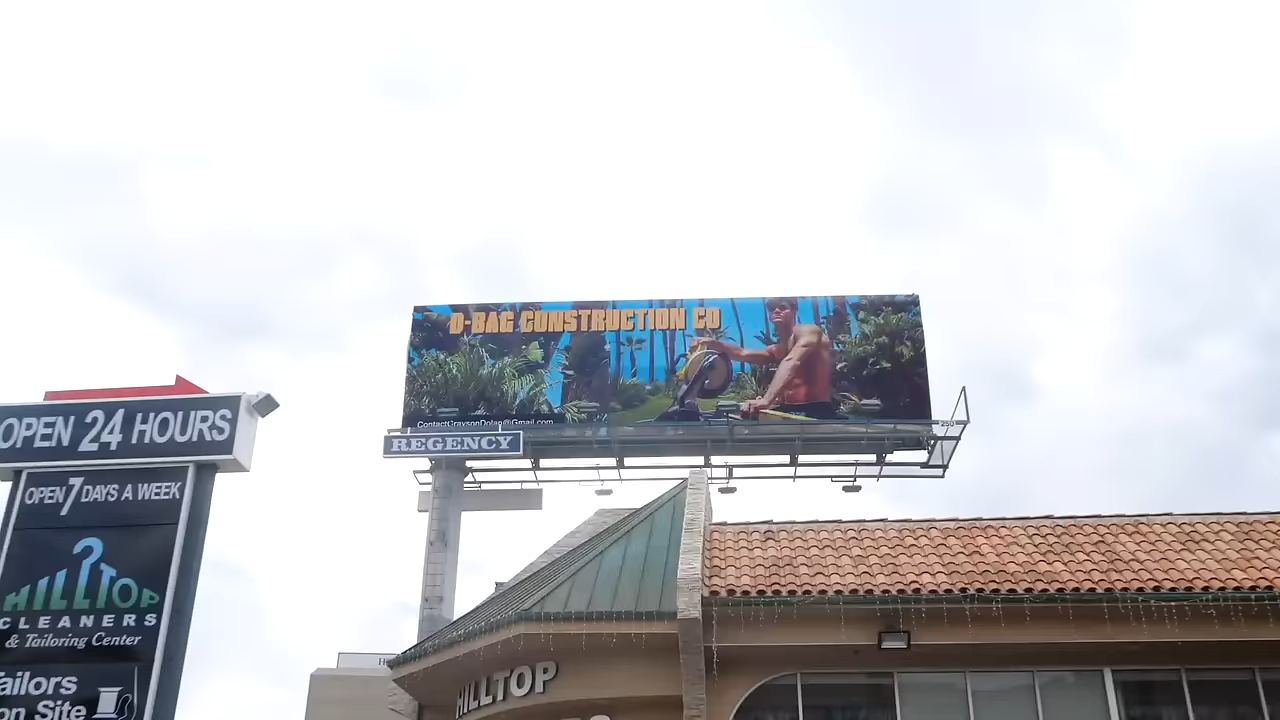 D-BAG CONSTRUCTION CO
ContactGraysonDolan@Gmail.com
REGENCY
250
OPEN 24 HOURS
OPEN 7 DAYS A WEEK
HILLTOP
CLEANERS
& Tailoring Center
Tailors
on Site
HILLTOP